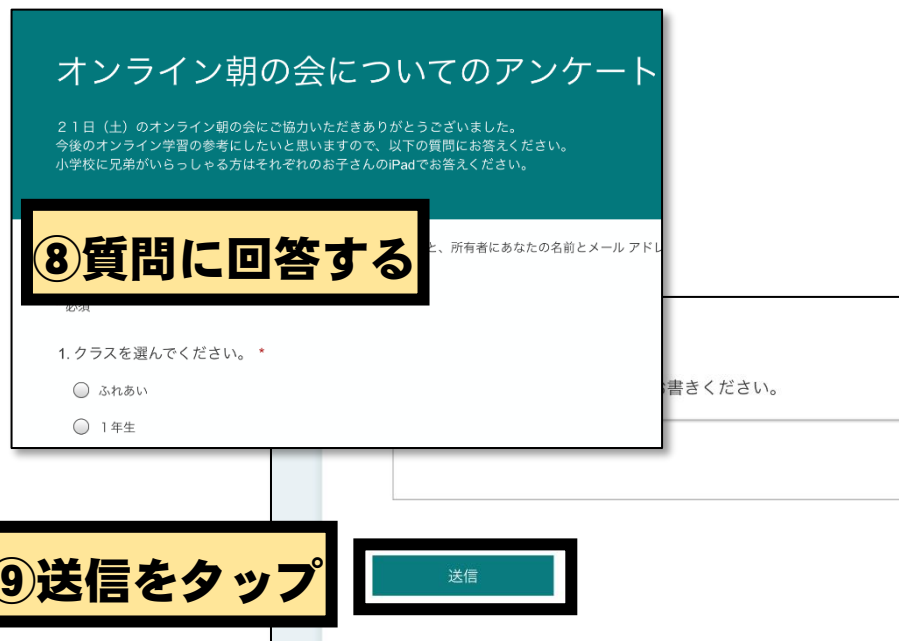 オンライン朝の会についてのアンケート
２１日（土）のオンライン朝の会にご協力いただきありがとうございました。
今後のオンライン学習の参考にしたいと思いますので、以下の質問にお答えください。
小学校に兄弟がいらっしゃる方はそれぞれのお子さんのiPadでお答えください。
⑧質問に回答する
と、所有者にあなたの名前とメール アドレ
必須
1. クラスを選んでください。 *
ふれあい
１年生
書きください。
⑨送信をタップ
送信